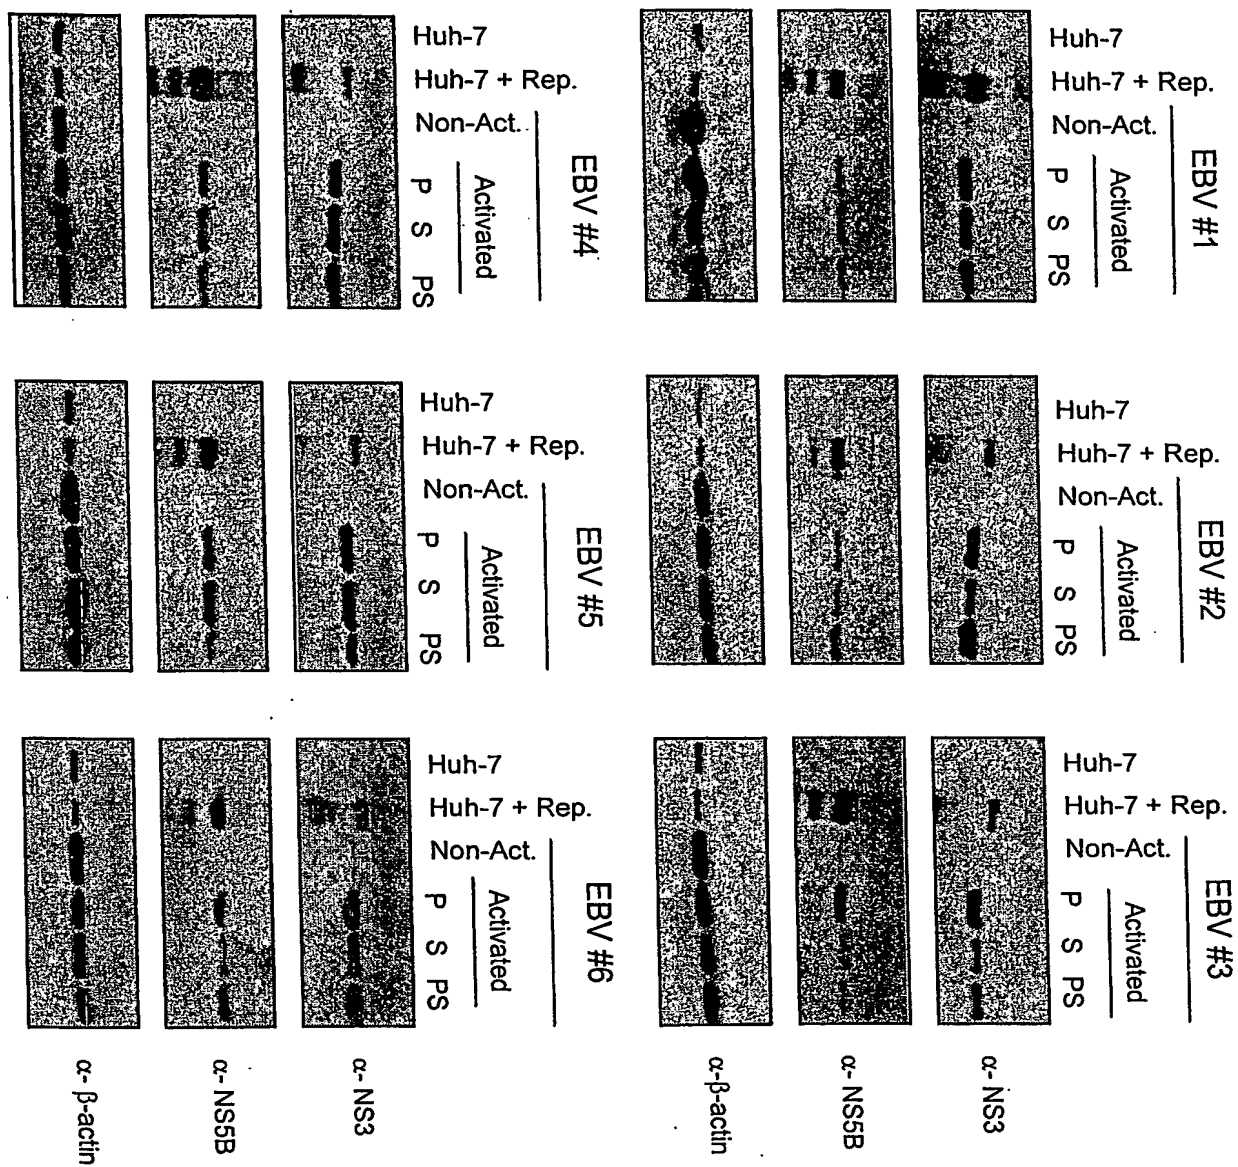 EBV #1
Activated
Huh-7
Huh-7 + Rep.
Non-Act.
P
S
PS
EBV #2
Activated
Huh-7
Huh-7 + Rep.
Non-Act.
P
S
PS
EBV #3
Activated
Huh-7
Huh-7 + Rep.
Non-Act.
P
S
PS
α- NS3
α- NS5B
α-β-actin
EBV #4
Activated
Huh-7
Huh-7 + Rep.
Non-Act.
P
S
PS
EBV #5
Activated
Huh-7
Huh-7 + Rep.
Non-Act.
P
S
PS
EBV #6
Activated
Huh-7
Huh-7 + Rep.
Non-Act.
P
S
PS
α- NS3
α- NS5B
α- β-actin